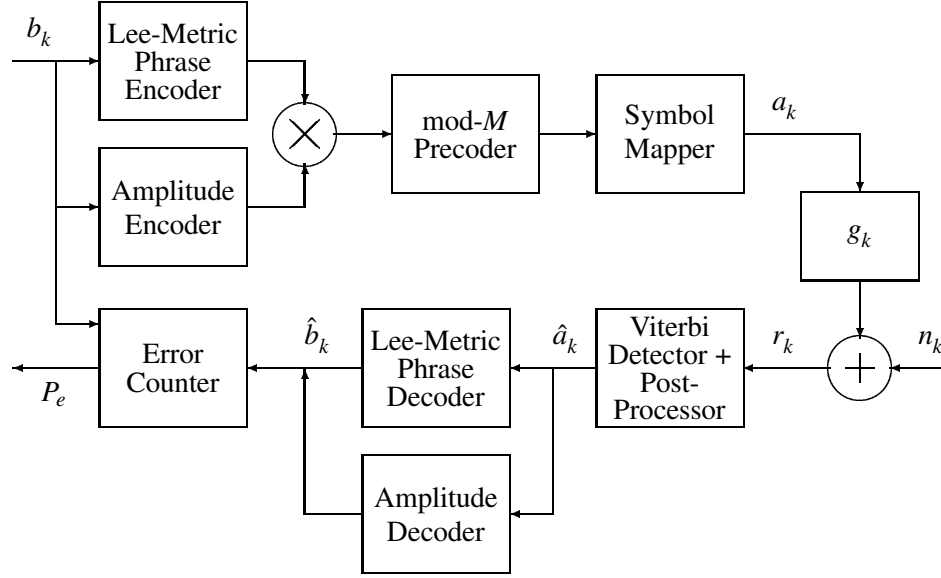 b_k
Lee-Metric
Phrase
Encoder
×
mod-M
Precoder
Symbol
Mapper
a_k
Amplitude
Encoder
g_k
Error
Counter
P_e
b̂_k
Lee-Metric
Phrase
Decoder
â_k
Viterbi
Detector +
Post-
Processor
r_k
+
n_k
Amplitude
Decoder